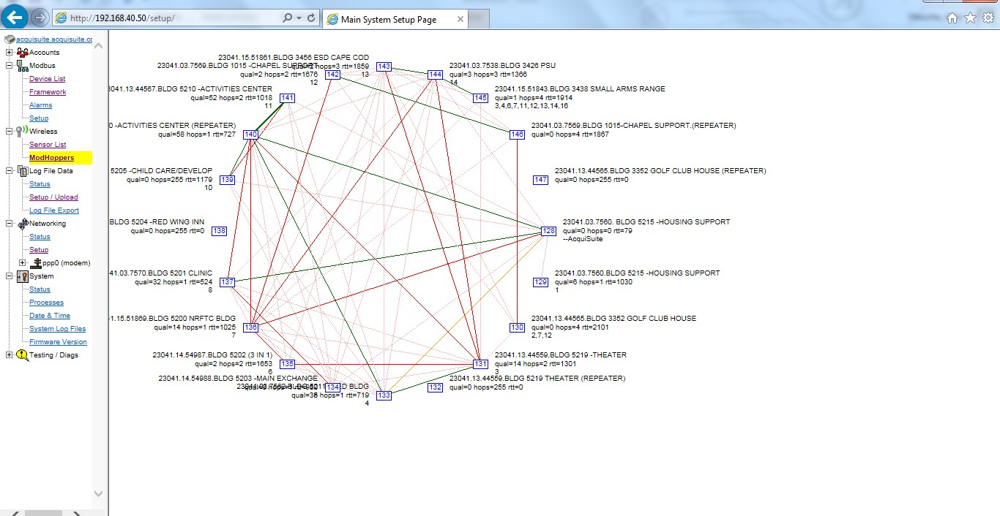 http://192.168.40.50/setup/
Main System Setup Page
acquisuite.acquisuite.cc
Accounts
Modbus
Device List
Framework
Alarms
Setup
Wireless
Sensor List
ModHoppers
Log File Data
Status
Setup / Upload
Log File Export
Networking
Status
Setup
ppp0 (modem)
System
Status
Processes
Date & Time
System Log Files
Firmware Version
Testing / Diags
23041.15.51861.BLDG 3456 ESD CAPE COD
hops=3 rtt=1859
13
143
23041.03.7569.BLDG 1015 -CHAPEL SUPPORT
qual=2 hops=2 rtt=1676
12
142
23041.03.7538.BLDG 3426 PSU
qual=3 hops=3 rtt=1366
14
144
041.13.44567.BLDG 5210 -ACTIVITIES CENTER
qual=52 hops=2 rtt=1018
11
141
23041.15.51843.BLDG 3438 SMALL ARMS RANGE
qual=1 hops=4 rtt=1914
3,4,6,7,11,12,13,14,16
145
0 -ACTIVITIES CENTER (REPEATER)
qual=58 hops=1 rtt=727
140
23041.03.7569.BLDG 1015-CHAPEL SUPPORT.(REPEATER)
qual=0 hops=4 rtt=1867
146
5205 -CHILD CARE/DEVELOP
qual=0 hops=255 rtt=1179
10
139
23041.13.44565.BLDG 3352 GOLF CLUB HOUSE (REPEATER)
qual=0 hops=255 rtt=0
147
BLDG 5204 -RED WING INN
qual=0 hops=255 rtt=0
138
23041.03.7560. BLDG 5215 -HOUSING SUPPORT
qual=0 hops=0 rtt=79
--AcquiSuite
128
41.03.7570.BLDG 5201 CLINIC
qual=32 hops=1 rtt=524
8
137
23041.03.7560.BLDG 5215 -HOUSING SUPPORT
qual=6 hops=1 rtt=1030
1
129
1.15.51869.BLDG 5200 NRFTC BLDG
qual=14 hops=1 rtt=1025
7
136
23041.13.44565.BLDG 3352 GOLF CLUB HOUSE
qual=0 hops=4 rtt=2101
2,7,12
130
23041.14.54987.BLDG 5202 (3 IN 1)
qual=2 hops=2 rtt=1653
6
135
23041.13.44559.BLDG 5219 -THEATER
qual=14 hops=2 rtt=1301
3
131
23041.14.54988.BLDG 5203 -MAIN EXCHANGE
134
BLDG
qual=38 hops=1 rtt=719
4
133
23041.13.44559.BLDG 5219 THEATER (REPEATER)
qual=0 hops=255 rtt=0
132